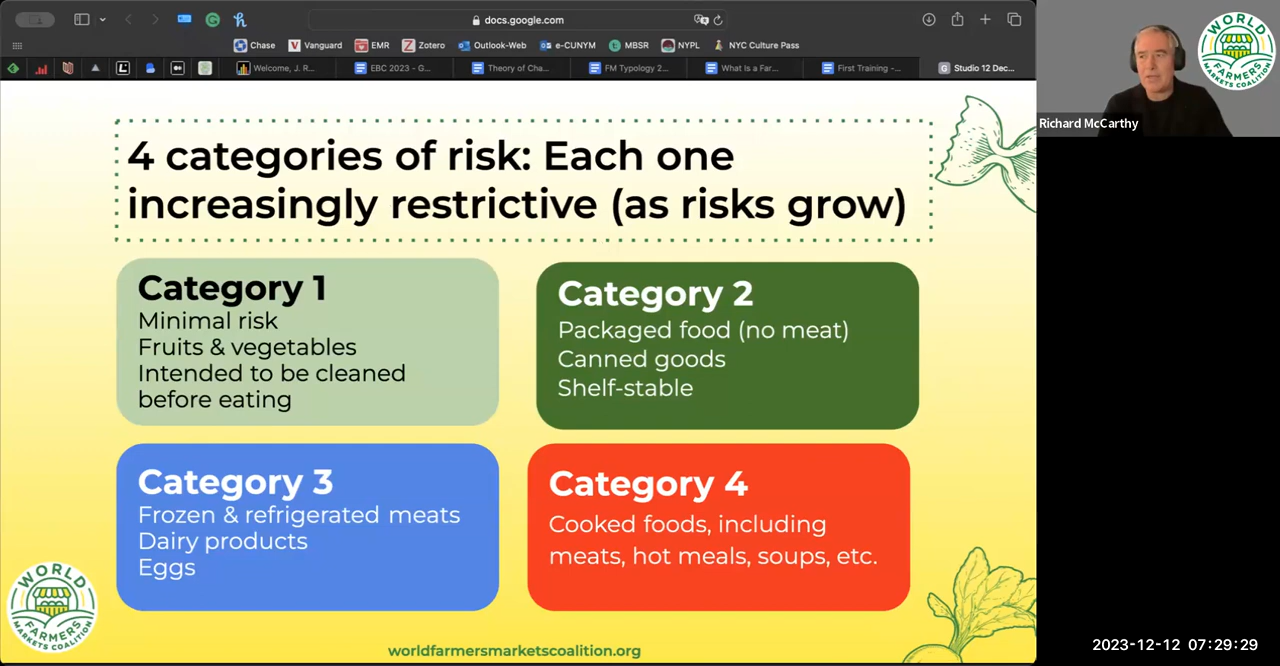 docs.google.com
Chase
Vanguard
EMR
Zotero
Outlook-Web
e-CUNYM
MBSR
NYPL
NYC Culture Pass
Welcome, J. R...
EBC 2023 - G...
Theory of Cha...
FM Typology 2...
What Is a Far...
First Training -...
Studio 12 Dec...
4 categories of risk: Each one
increasingly restrictive (as risks grow)
Category 1
Minimal risk
Fruits & vegetables
Intended to be cleaned
before eating
Category 2
Packaged food (no meat)
Canned goods
Shelf-stable
Category 3
Frozen & refrigerated meats
Dairy products
Eggs
Category 4
Cooked foods, including
meats, hot meals, soups, etc.
WORLD
FARMERS
MARKETS COALITION
worldfarmersmarketscoalition.org
WORLD
FARMERS
MARKETS COALITION
Richard McCarthy
2023-12-12 07:29:29